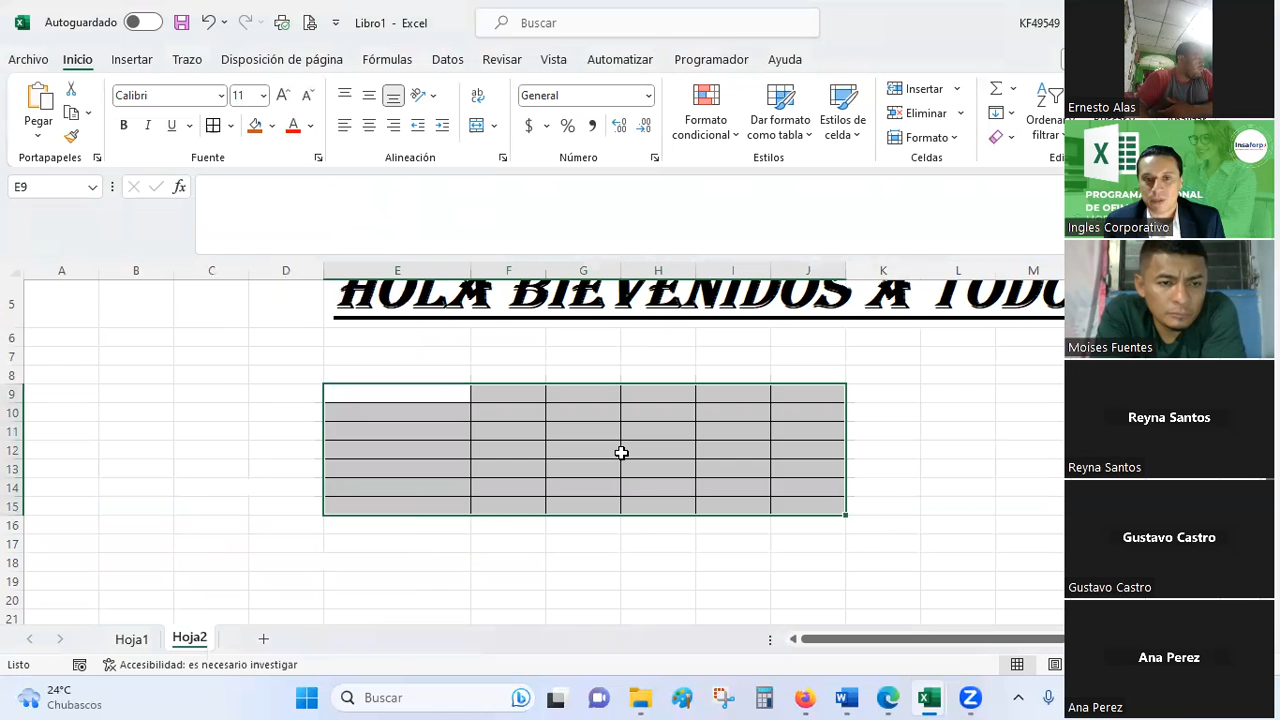 Autoguardado
Libro1 - Excel
Buscar
KF49549
Archivo Inicio Insertar Trazo Disposición de página Fórmulas Datos Revisar Vista Automatizar Programador Ayuda
Pegar
Calibri 11
N K S
General
$ % 
Formato condicional
Dar formato como tabla
Estilos de celda
Insertar
Eliminar
Formato
Ordenar
filtrar
Portapapeles Fuente Alineación Número Estilos Celdas
E9
fx
A B C D E F G H I J K L M
5
HOLA BIEVENIDOS A TODO
6
7
8
9
10
11
12
13
14
15
16
17
18
19
20
21
Hoja1 Hoja2
Listo
Accesibilidad: es necesario investigar
24°C
Chubascos
Buscar
Ernesto Alas
Insaforp
PROGRAMA
Ingles Corporativo
Moises Fuentes
Reyna Santos
Reyna Santos
Gustavo Castro
Gustavo Castro
Ana Perez
Ana Perez